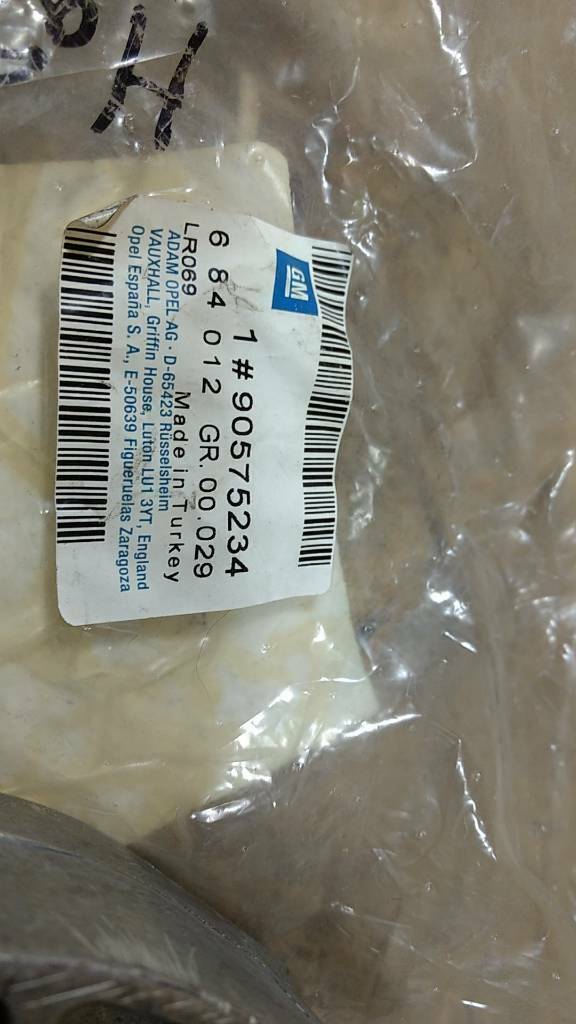 H
GM
1 # 90575234
6 84 012 GR. 00.029
LR069 Made in Turkey
ADAM OPEL AG · D-65423 Rüsselsheim
VAUXHALL, Griffin House, Luton LU1 3YT, England
Opel España S. A., E-50639 Figueruelas Zaragoza